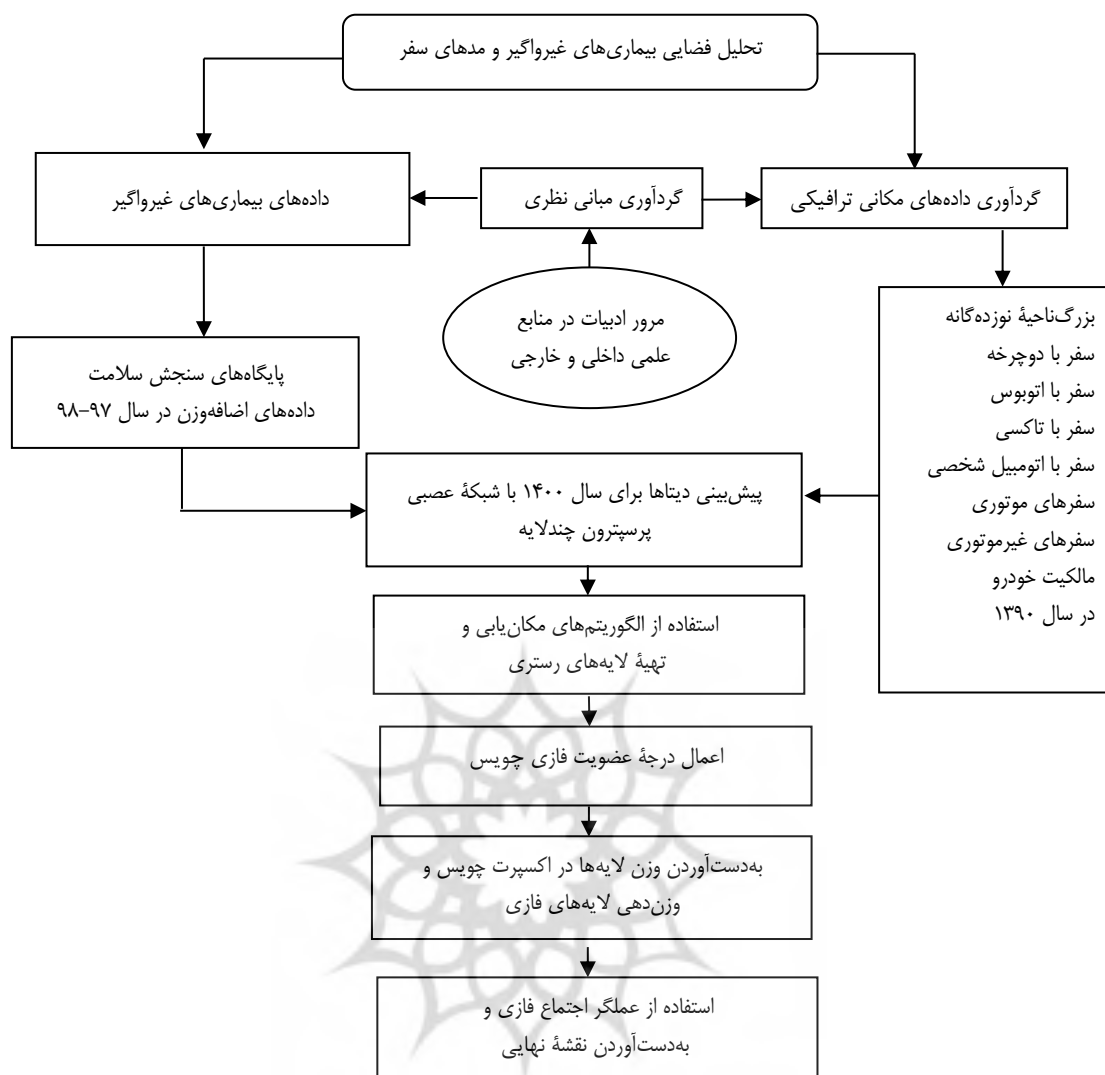 تحلیل فضایی بیماری‌های غیرواگیر و مدهای سفر
گردآوری داده‌های مکانی ترافیکی
گردآوری مبانی نظری
داده‌های بیماری‌های غیرواگیر
مرور ادبیات در منابع
علمی داخلی و خارجی
بزرگ‌ناحیۀ نوزده‌گانه
سفر با دوچرخه
سفر با اتوبوس
سفر با تاکسی
سفر با اتومبیل شخصی
سفرهای موتوری
سفرهای غیرموتوری
مالکیت خودرو
در سال ۱۳۹۰
پایگاه‌های سنجش سلامت
داده‌های اضافه‌وزن در سال ۹۷-۹۸
پیش‌بینی دیتاها برای سال ۱۴۰۰ با شبکۀ عصبی
پرسپترون چندلایه
استفاده از الگوریتم‌های مکان‌یابی و
تهیۀ لایه‌های رستری
اعمال درجۀ عضویت فازی چویس
به‌دست‌آوردن وزن لایه‌ها در اکسپرت چویس و
وزن‌دهی لایه‌های فازی
استفاده از عملگر اجتماع فازی و
به‌دست‌آوردن نقشۀ نهایی